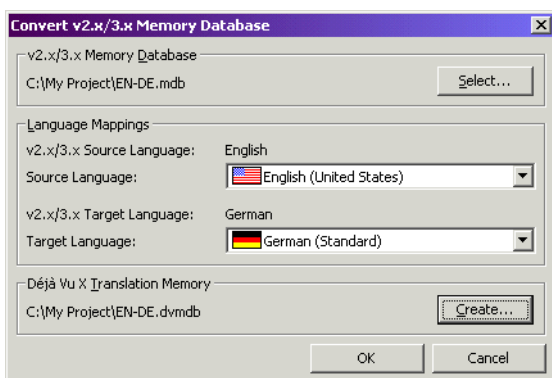 Convert v2.x/3.x Memory Database
v2.x/3.x Memory Database
C:\My Project\EN-DE.mdb
Select...
Language Mappings
v2.x/3.x Source Language: English
Source Language: English (United States)
v2.x/3.x Target Language: German
Target Language: German (Standard)
Déjà Vu X Translation Memory
C:\My Project\EN-DE.dvmdb
Create...
OK Cancel